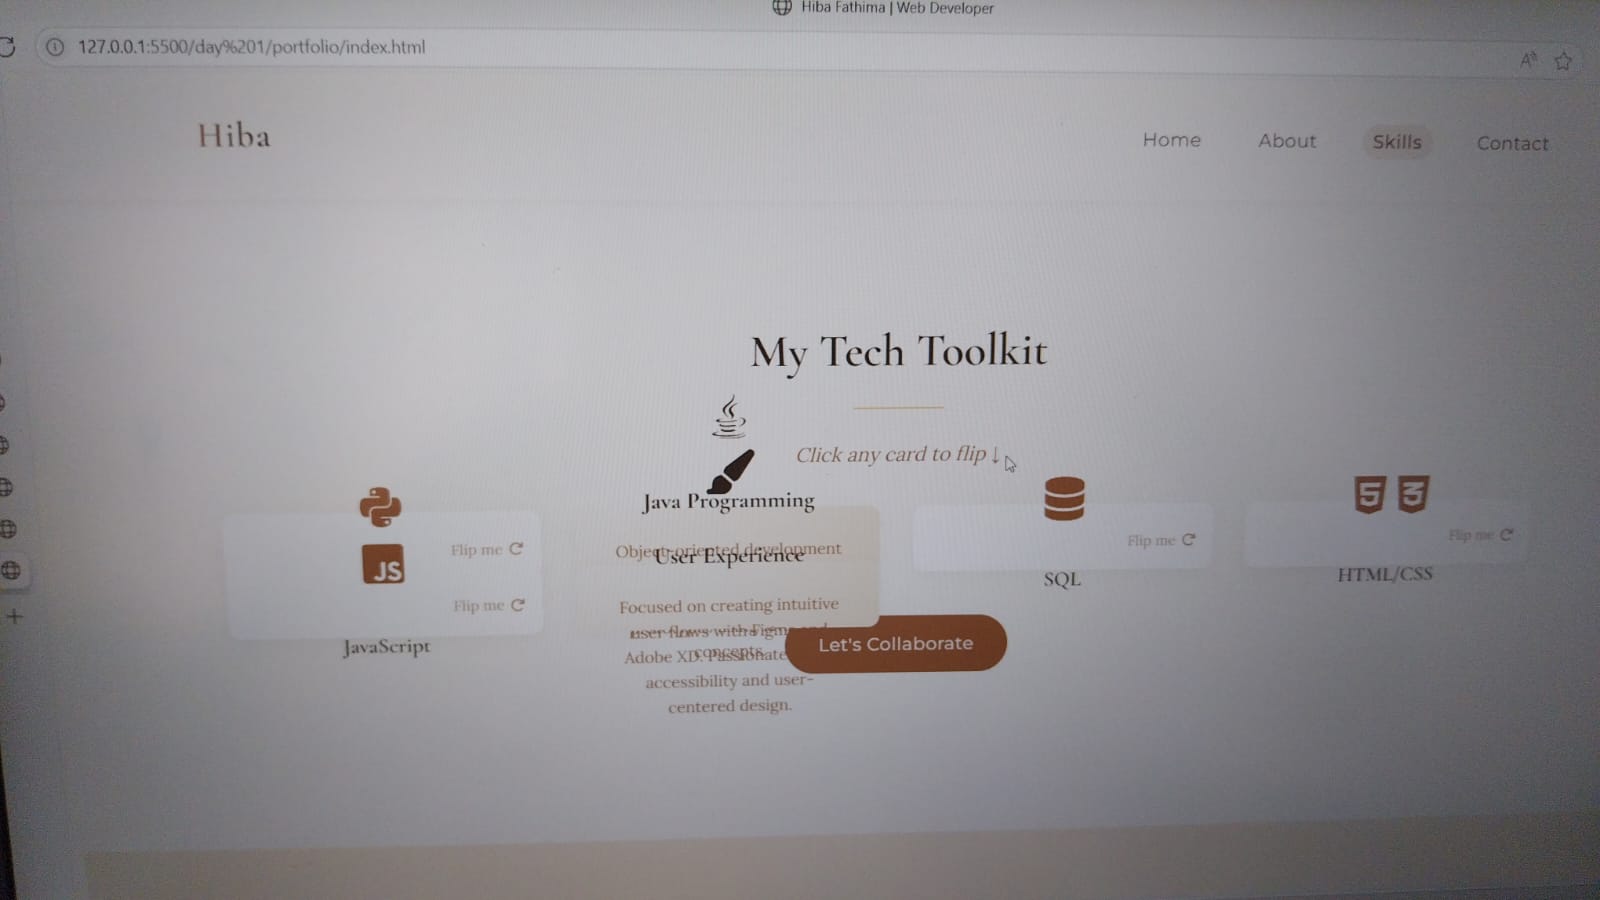 Hiba Fathima | Web Developer
127.0.0.1:5500/day%201/portfolio/index.html
Hiba
Home About Skills Contact
My Tech Toolkit
Click any card to flip ↓
Java Programming
Object-oriented development
User Experience
Focused on creating intuitive
user flows with Figma and
concepts.
Adobe XD. Passionate
accessibility and user-
centered design.
Flip me
JS
Flip me
JavaScript
Flip me
SQL
5 3
Flip me
HTML/CSS
Let's Collaborate